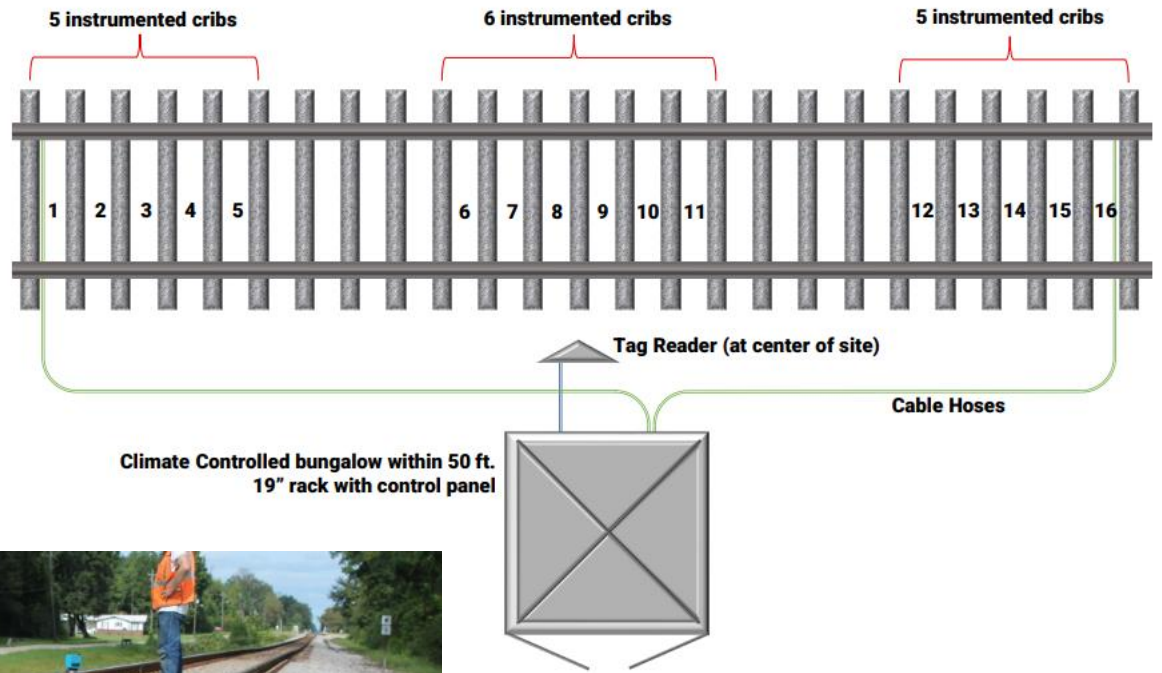 5 instrumented cribs
6 instrumented cribs
5 instrumented cribs
1 2 3 4 5 6 7 8 9 10 11 12 13 14 15 16
Tag Reader (at center of site)
Cable Hoses
Climate Controlled bungalow within 50 ft.
19” rack with control panel